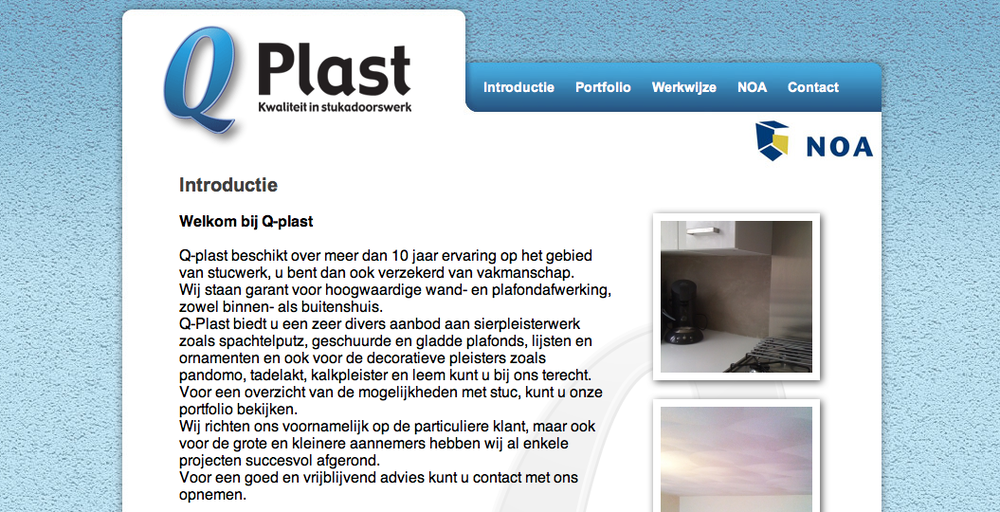 Q Plast
Kwaliteit in stukadoorswerk
Introductie Portfolio Werkwijze NOA Contact
NOA
Introductie
Welkom bij Q-plast
Q-plast beschikt over meer dan 10 jaar ervaring op het gebied
van stucwerk, u bent dan ook verzekerd van vakmanschap.
Wij staan garant voor hoogwaardige wand- en plafondafwerking,
zowel binnen- als buitenshuis.
Q-Plast biedt u een zeer divers aanbod aan sierpleisterwerk
zoals spachtelputz, geschuurde en gladde plafonds, lijsten en
ornamenten en ook voor de decoratieve pleisters zoals
pandomo, tadelakt, kalkpleister en leem kunt u bij ons terecht.
Voor een overzicht van de mogelijkheden met stuc, kunt u onze
portfolio bekijken.
Wij richten ons voornamelijk op de particuliere klant, maar ook
voor de grote en kleinere aannemers hebben wij al enkele
projecten succesvol afgerond.
Voor een goed en vrijblijvend advies kunt u contact met ons
opnemen.